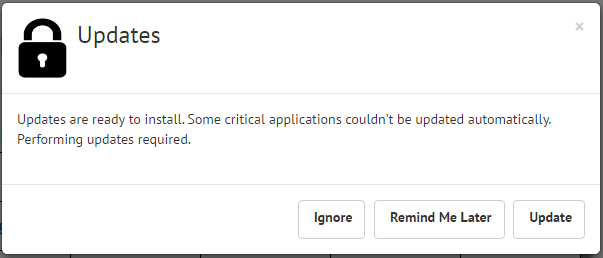 Updates
×
Updates are ready to install. Some critical applications couldn't be updated automatically.
Performing updates required.
Ignore
Remind Me Later
Update